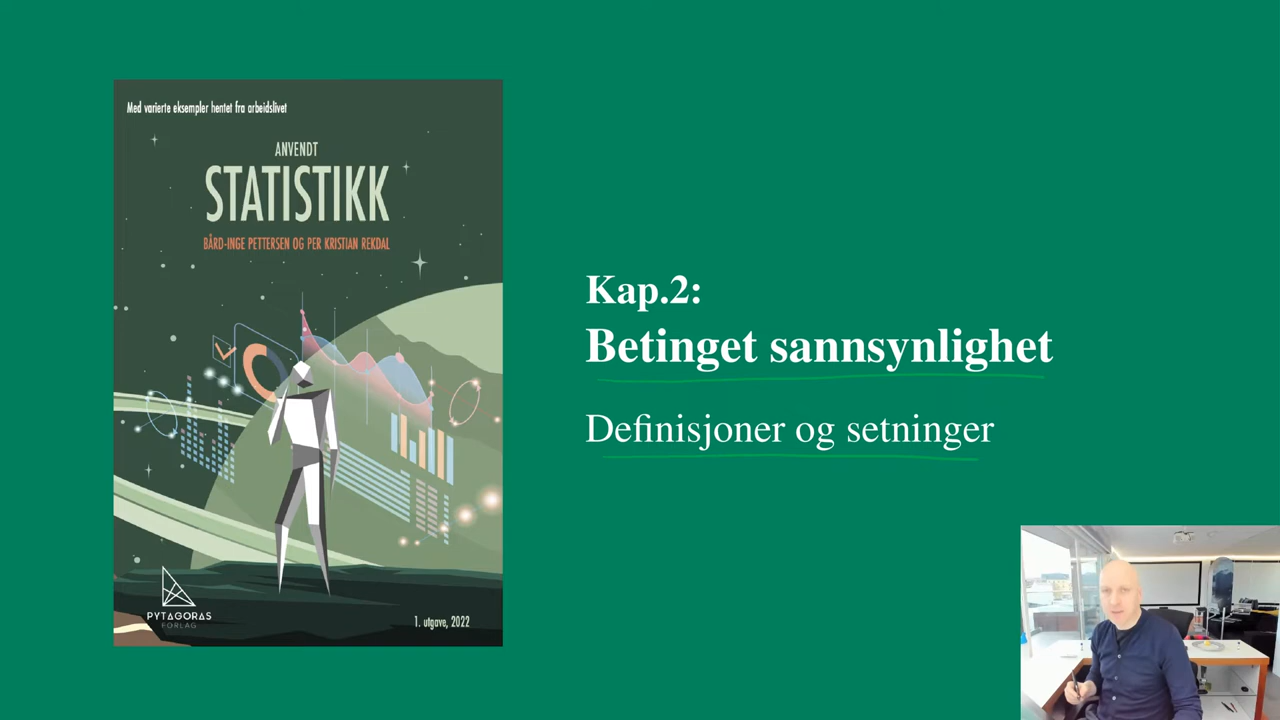 Med varierte eksempler hentet fra arbeidslivet
ANVENDT
STATISTIKK
BÅRD-INGE PETTERSEN OG PER KRISTIAN REKDAL
PYTAGORAS
FORLAG
1. utgave, 2022
Kap.2:
Betinget sannsynlighet
Definisjoner og setninger